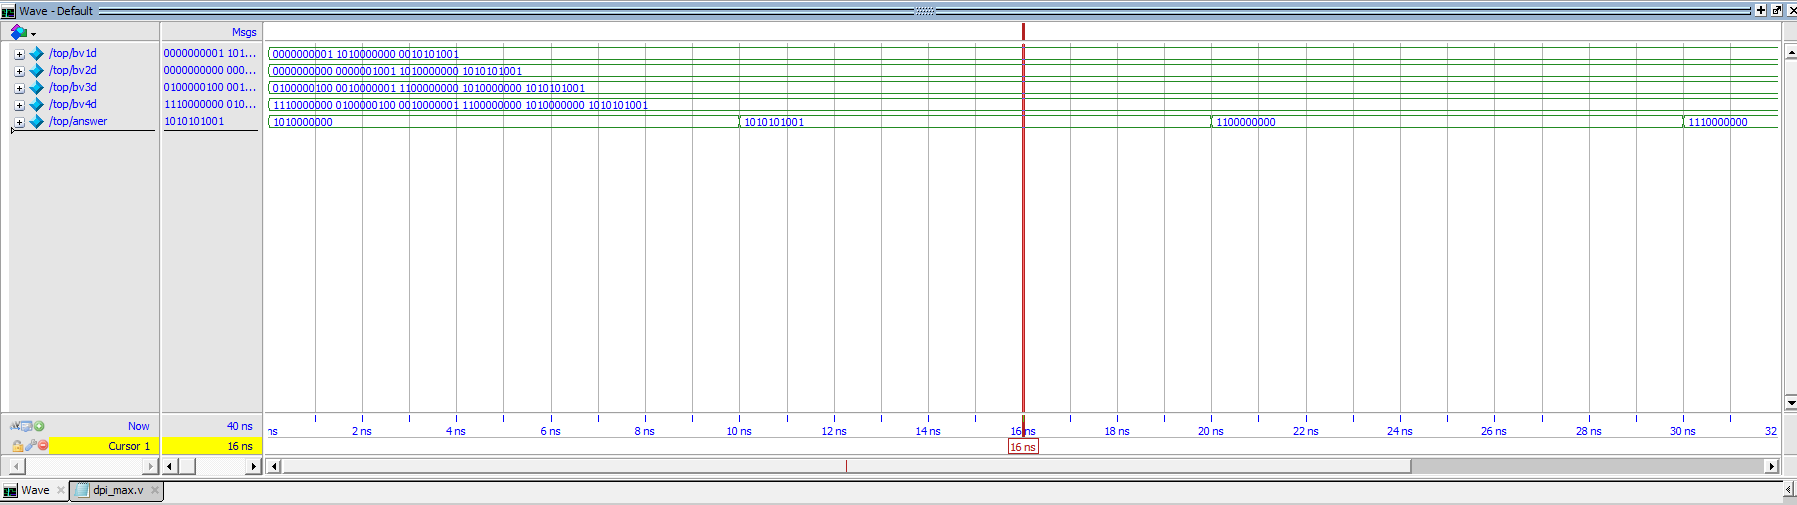 Wave - Default
Msgs
/top/bv1d 0000000001 101... 0000000001 1010000000 0010101001
/top/bv2d 0000000000 000... 0000000000 0000001001 1010000000 1010101001
/top/bv3d 0100000100 001... 0100000100 0010000001 1100000000 1010000000 1010101001
/top/bv4d 1110000000 010... 1110000000 0100000100 0010000001 1100000000 1010000000 1010101001
/top/answer 1010101001 1010000000 1010101001 1100000000 1110000000
Now 40 ns ns 2 ns 4 ns 6 ns 8 ns 10 ns 12 ns 14 ns 16 ns 18 ns 20 ns 22 ns 24 ns 26 ns 28 ns 30 ns 32
Cursor 1 16 ns 16 ns
Wave dpi_max.v